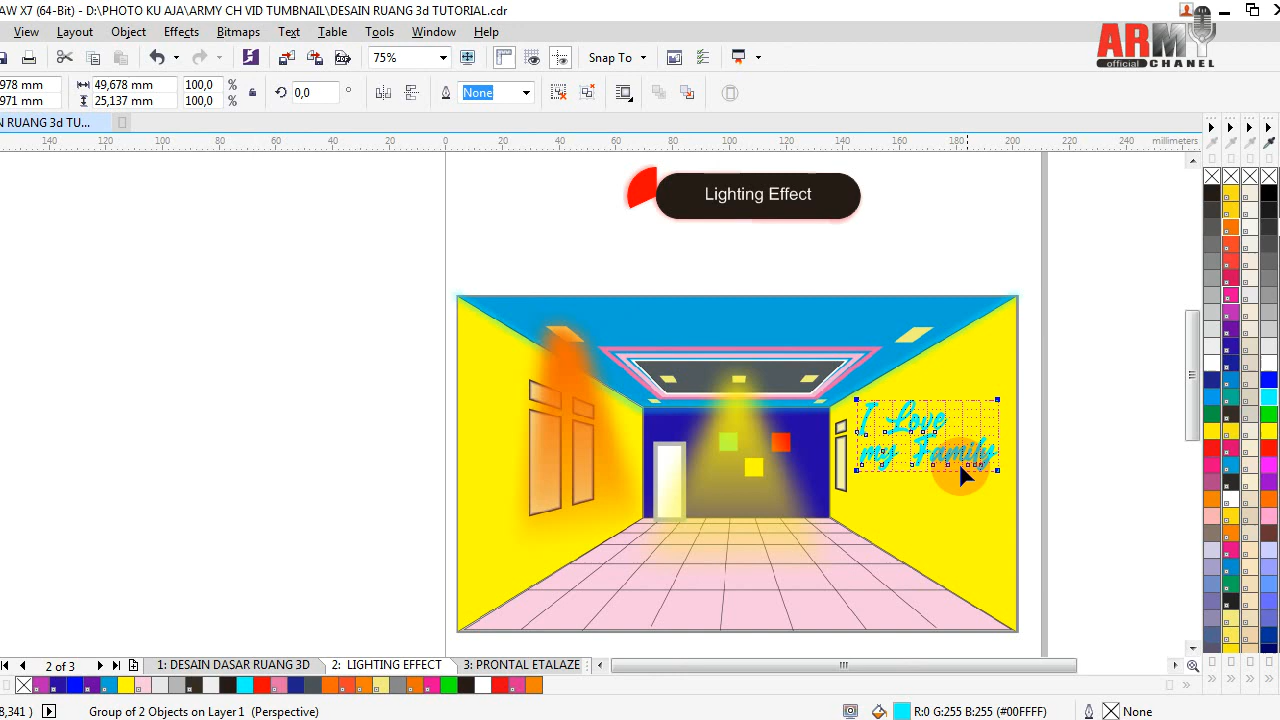 AW X7 (64-Bit) - D:\PHOTO KU AJA\ARMY CH VID TUMBNAIL\DESAIN RUANG 3d TUTORIAL.cdr
View Layout Object Effects Bitmaps Text Table Tools Window Help
ARMY
official CHANEL
75% Snap To
978 mm 49,678 mm 100,0 % 0,0 ° None
971 mm 25,137 mm 100,0 %
N RUANG 3d TU...
140 120 100 80 60 40 20 0 20 40 60 80 100 120 140 160 180 200 220 240 millimeters
Lighting Effect
I Love
my Family
2 of 3 1: DESAIN DASAR RUANG 3D 2: LIGHTING EFFECT 3: PRONTAL ETALAZE
8,341 ) Group of 2 Objects on Layer 1 (Perspective) R:0 G:255 B:255 (#00FFFF) None